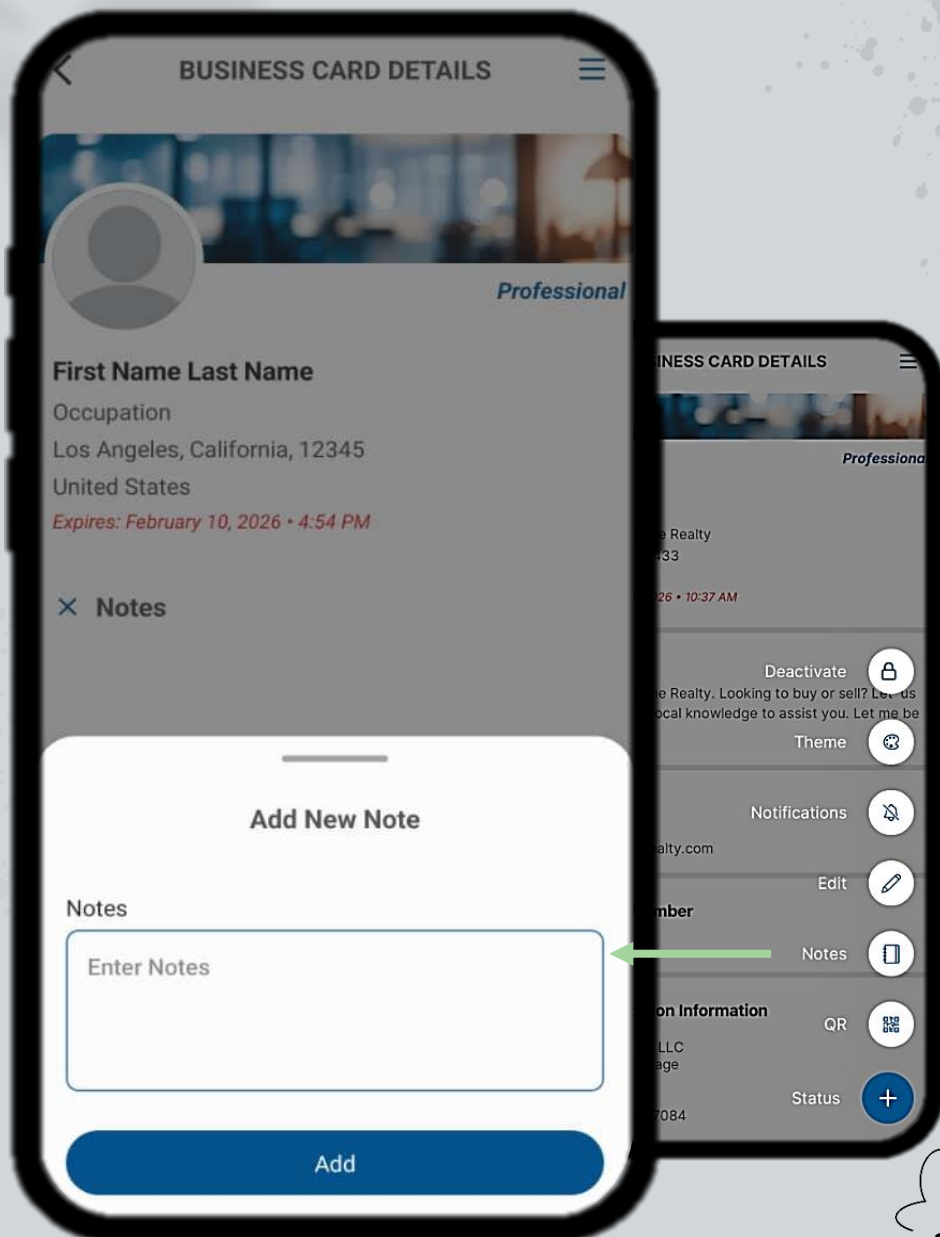 BUSINESS CARD DETAILS
Professional
First Name Last Name
Occupation
Los Angeles, California, 12345
United States
Expires: February 10, 2026 • 4:54 PM
Notes
Add New Note
Notes
Enter Notes
Add
INESS CARD DETAILS
Professiona
e Realty
33
26 • 10:37 AM
Deactivate
e Realty. Looking to buy or sell? Let us
ocal knowledge to assist you. Let me be
Theme
Notifications
alty.com
Edit
mber
Notes
on Information
QR
LLC
age
Status
7084